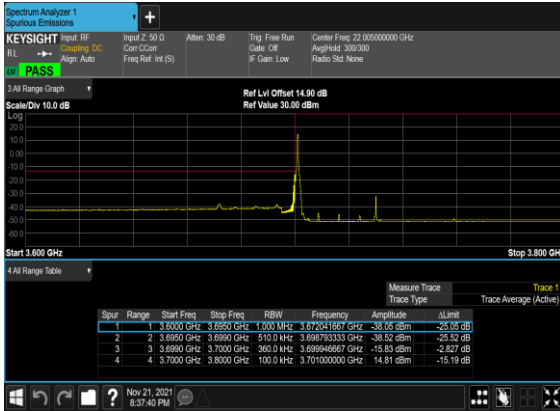 Spectrum Analyzer 1
Spurious Emissions
+
KEYSIGHT Input: RF Input Z: 50 Ω Atten: 30 dB Trig: Free Run Center Freq: 22.005000000 GHz
RL Coupling: DC Corr CCorr Gate: Off Avg|Hold: 300/300
Align: Auto Freq Ref: Int (S) IF Gain: Low Radio Std: None
PASS
3 All Range Graph
Ref Lvl Offset 14.90 dB
Scale/Div 10.0 dB Ref Value 30.00 dBm
Log
20.0
10.0
0.00
-10.0
-20.0
-30.0
-40.0
-50.0
-60.0
Start 3.600 GHz Stop 3.800 GH
4 All Range Table
Measure Trace Trace 1
Trace Type Trace Average (Active)
Spur Range Start Freq Stop Freq RBW Frequency Amplitude ΔLimit
1 1 3.6000 GHz 3.6950 GHz 1.000 MHz 3.672041667 GHz -38.05 dBm -25.05 dB
2 2 3.6950 GHz 3.6990 GHz 510.0 kHz 3.698793333 GHz -38.52 dBm -25.52 dB
3 3 3.6990 GHz 3.7000 GHz 360.0 kHz 3.699946667 GHz -15.83 dBm -2.827 dB
4 4 3.7000 GHz 3.8000 GHz 100.0 kHz 3.701000000 GHz 14.81 dBm -15.19 dB
? Nov 21, 2021
8:37:40 PM